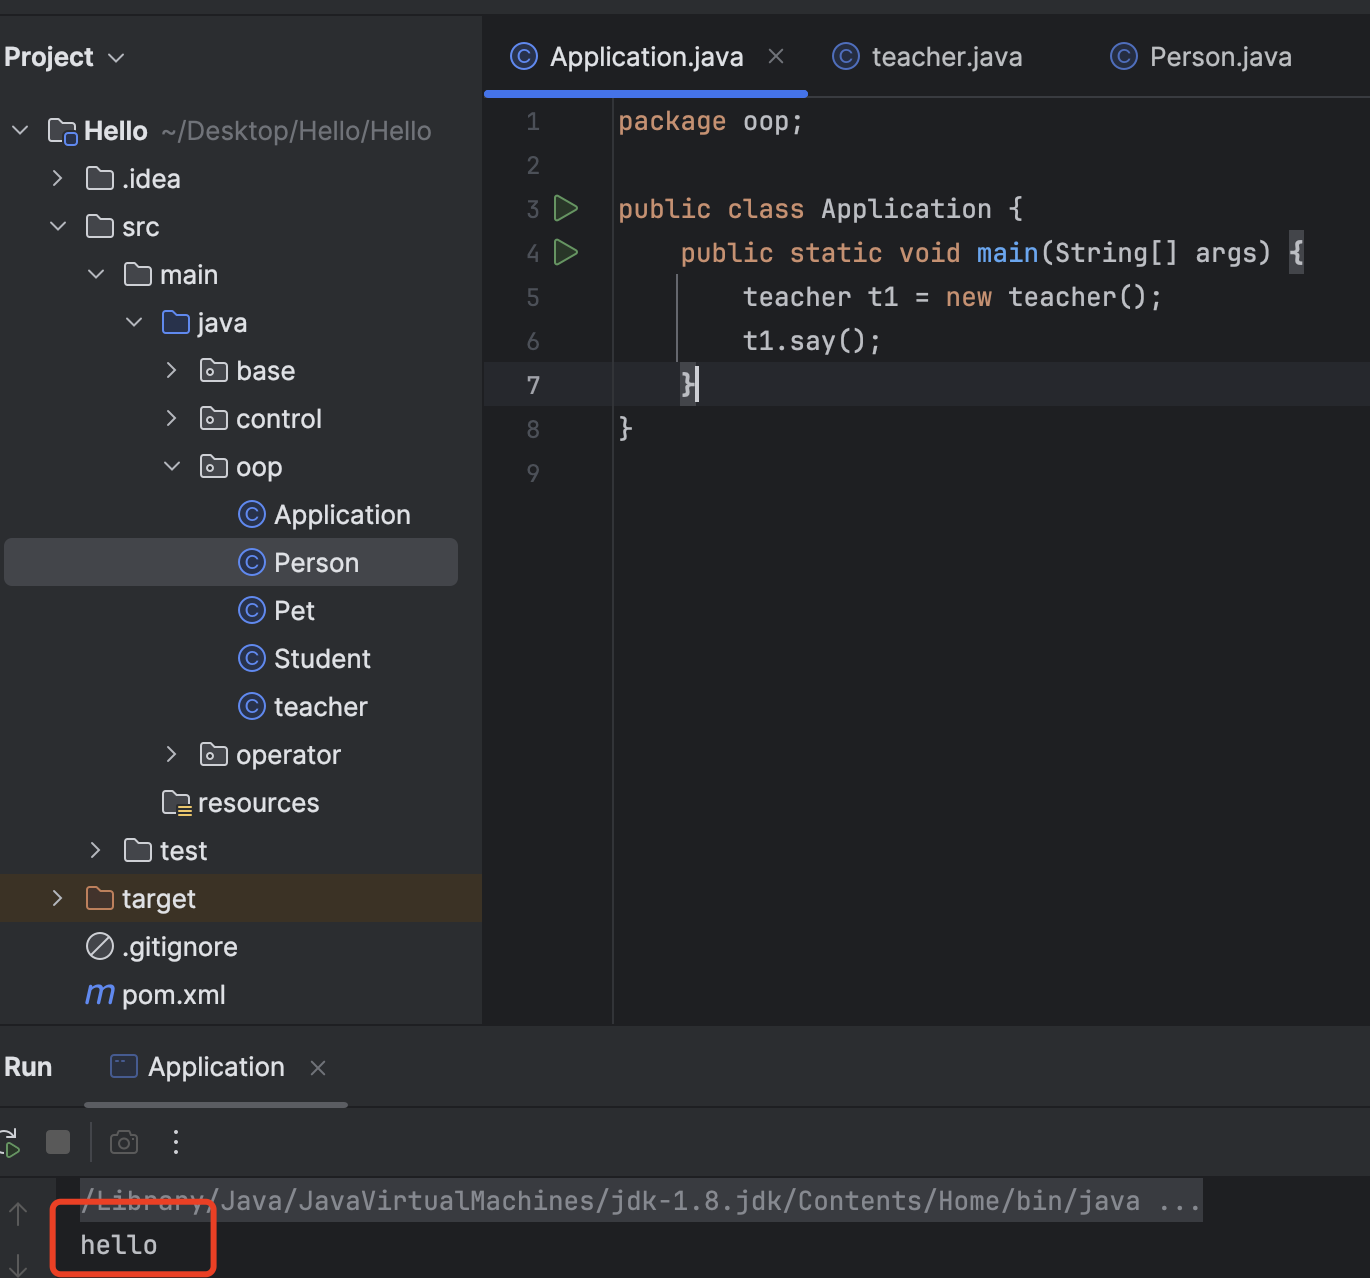 Project
Hello ~/Desktop/Hello/Hello
.idea
src
main
java
base
control
oop
Application
Person
Pet
Student
teacher
operator
resources
test
target
.gitignore
m pom.xml
Application.java
teacher.java
Person.java
1 package oop;
2
3 public class Application {
4     public static void main(String[] args) {
5         teacher t1 = new teacher();
6         t1.say();
7     }
8 }
9
Run
Application
/Library/Java/JavaVirtualMachines/jdk-1.8.jdk/Contents/Home/bin/java ...
hello